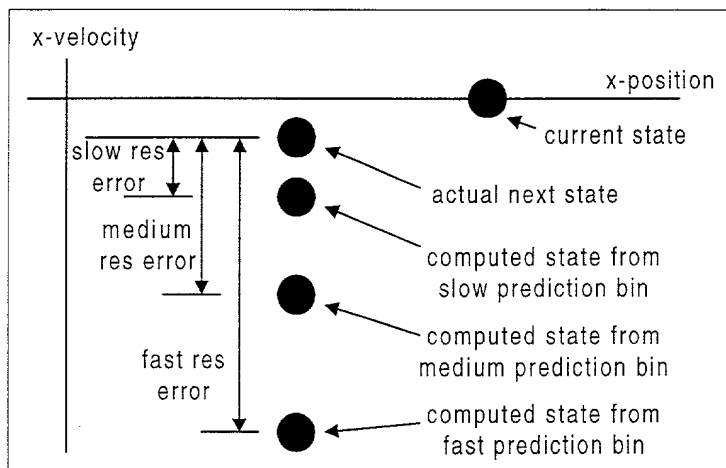 x-velocity
x-position
current state
slow res
error
actual next state
medium
res error
computed state from
slow prediction bin
computed state from
medium prediction bin
fast res
error
computed state from
fast prediction bin